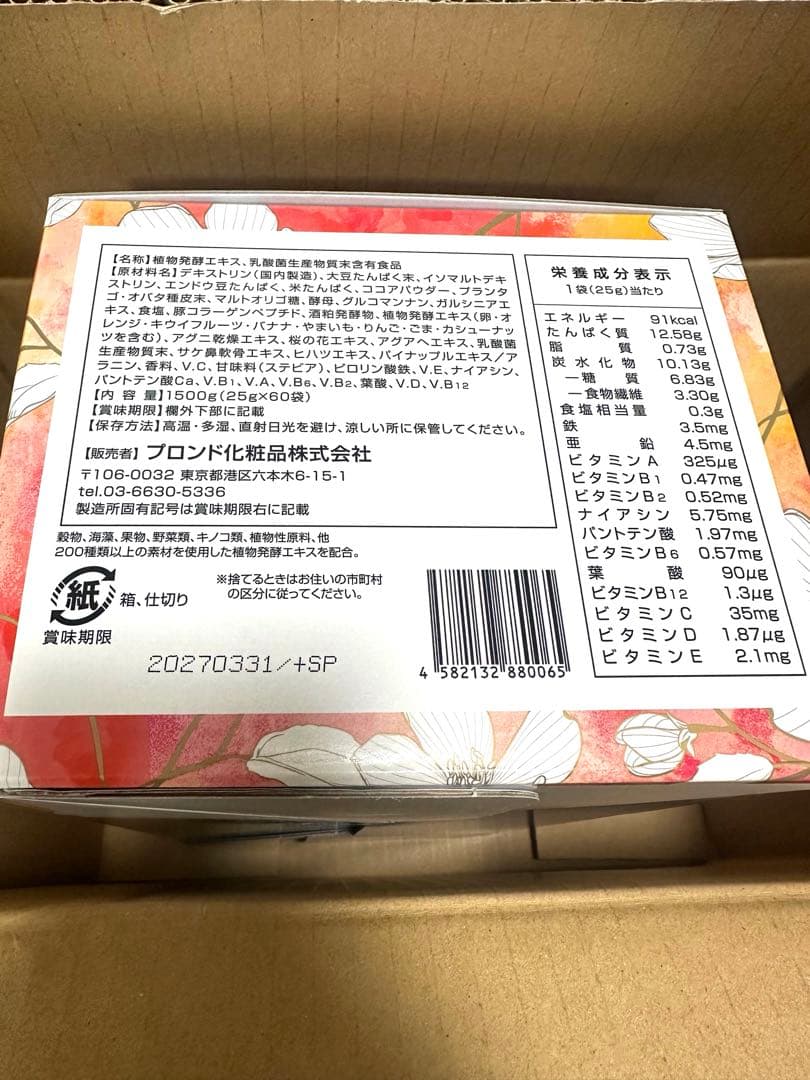 【名称】植物発酵エキス、乳酸菌生産物質末含有食品
【原材料名】デキストリン(国内製造)、大豆たんぱく末、イソマルトデキ
ストリン、エンドウ豆たんぱく、米たんぱく、ココアパウダー、プランタ
ゴ・オバタ種皮末、マルトオリゴ糖、酵母、グルコマンナン、ガルシニアエ
キス、食塩、豚コラーゲンペプチド、酒粕発酵物、植物発酵エキス(卵・オ
レンジ・キウイフルーツ・バナナ・やまいも・りんご・ごま・カシューナッ
ツを含む)、アグニ乾燥エキス、桜の花エキス、アグアヘエキス、乳酸菌
生産物質末、サケ鼻軟骨エキス、ヒハツエキス、パイナップルエキス/ア
ラニン、香料、V.C、甘味料(ステビア)、ピロリン酸鉄、V.E、ナイアシン、
パントテン酸Ca、V.B1、V.A、V.B6、V.B2、葉酸、V.D、V.B12
【内 容 量】1500g(25g×60袋)
【賞味期限】欄外下部に記載
【保存方法】高温・多湿、直射日光を避け、涼しい所に保管してください。
【販売者】プロンド化粧品株式会社
〒106-0032 東京都港区六本木6-15-1
tel.03-6630-5336
製造所固有記号は賞味期限右に記載
穀物、海藻、果物、野菜類、キノコ類、植物性原料、他
200種類以上の素材を使用した植物発酵エキスを配合。
紙
箱、仕切り
※捨てるときはお住いの市町村
の区分に従ってください。
賞味期限
20270331/+SP
4 582132 880065
栄養成分表示
1袋(25g)当たり
エネルギー 91kcal
たんぱく質 12.58g
脂質 0.73g
炭水化物 10.13g
―糖質 6.83g
―食物繊維 3.30g
食塩相当量 0.3g
鉄 3.5mg
亜鉛 4.5mg
ビタミンA 325μg
ビタミンB1 0.47mg
ビタミンB2 0.52mg
ナイアシン 5.75mg
パントテン酸 1.97mg
ビタミンB6 0.57mg
葉酸 90μg
ビタミンB12 1.3μg
ビタミンC 35mg
ビタミンD 1.87μg
ビタミンE 2.1mg